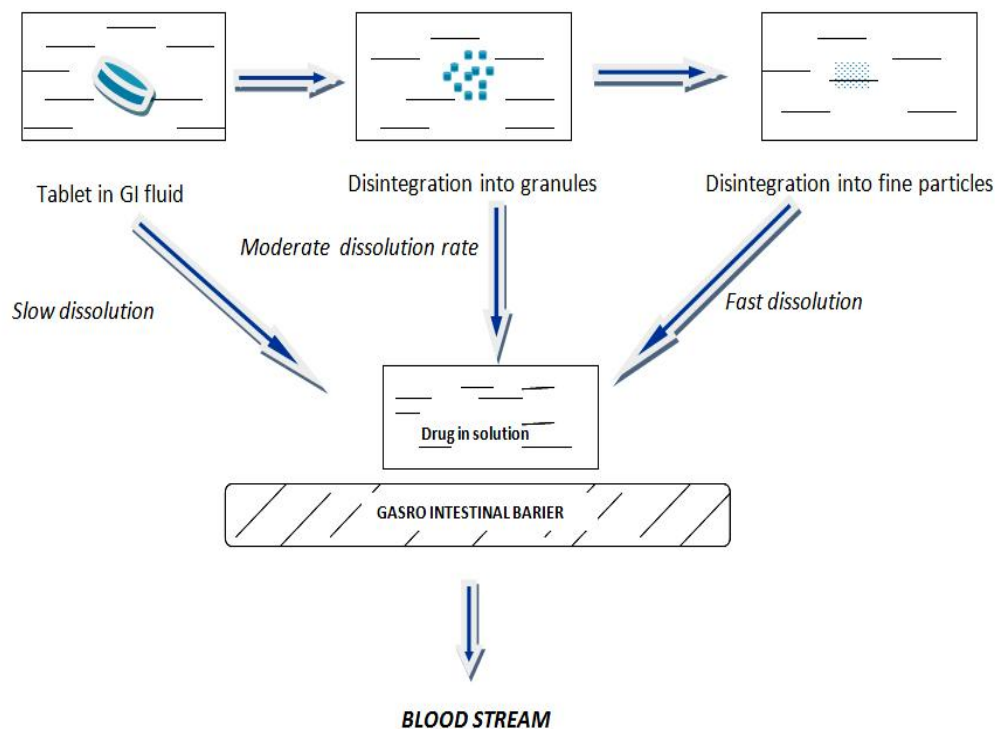 Tablet in GI fluid
Disintegration into granules
Disintegration into fine particles
Slow dissolution
Moderate dissolution rate
Fast dissolution
Drug in solution
GASRO INTESTINAL BARIER
BLOOD STREAM